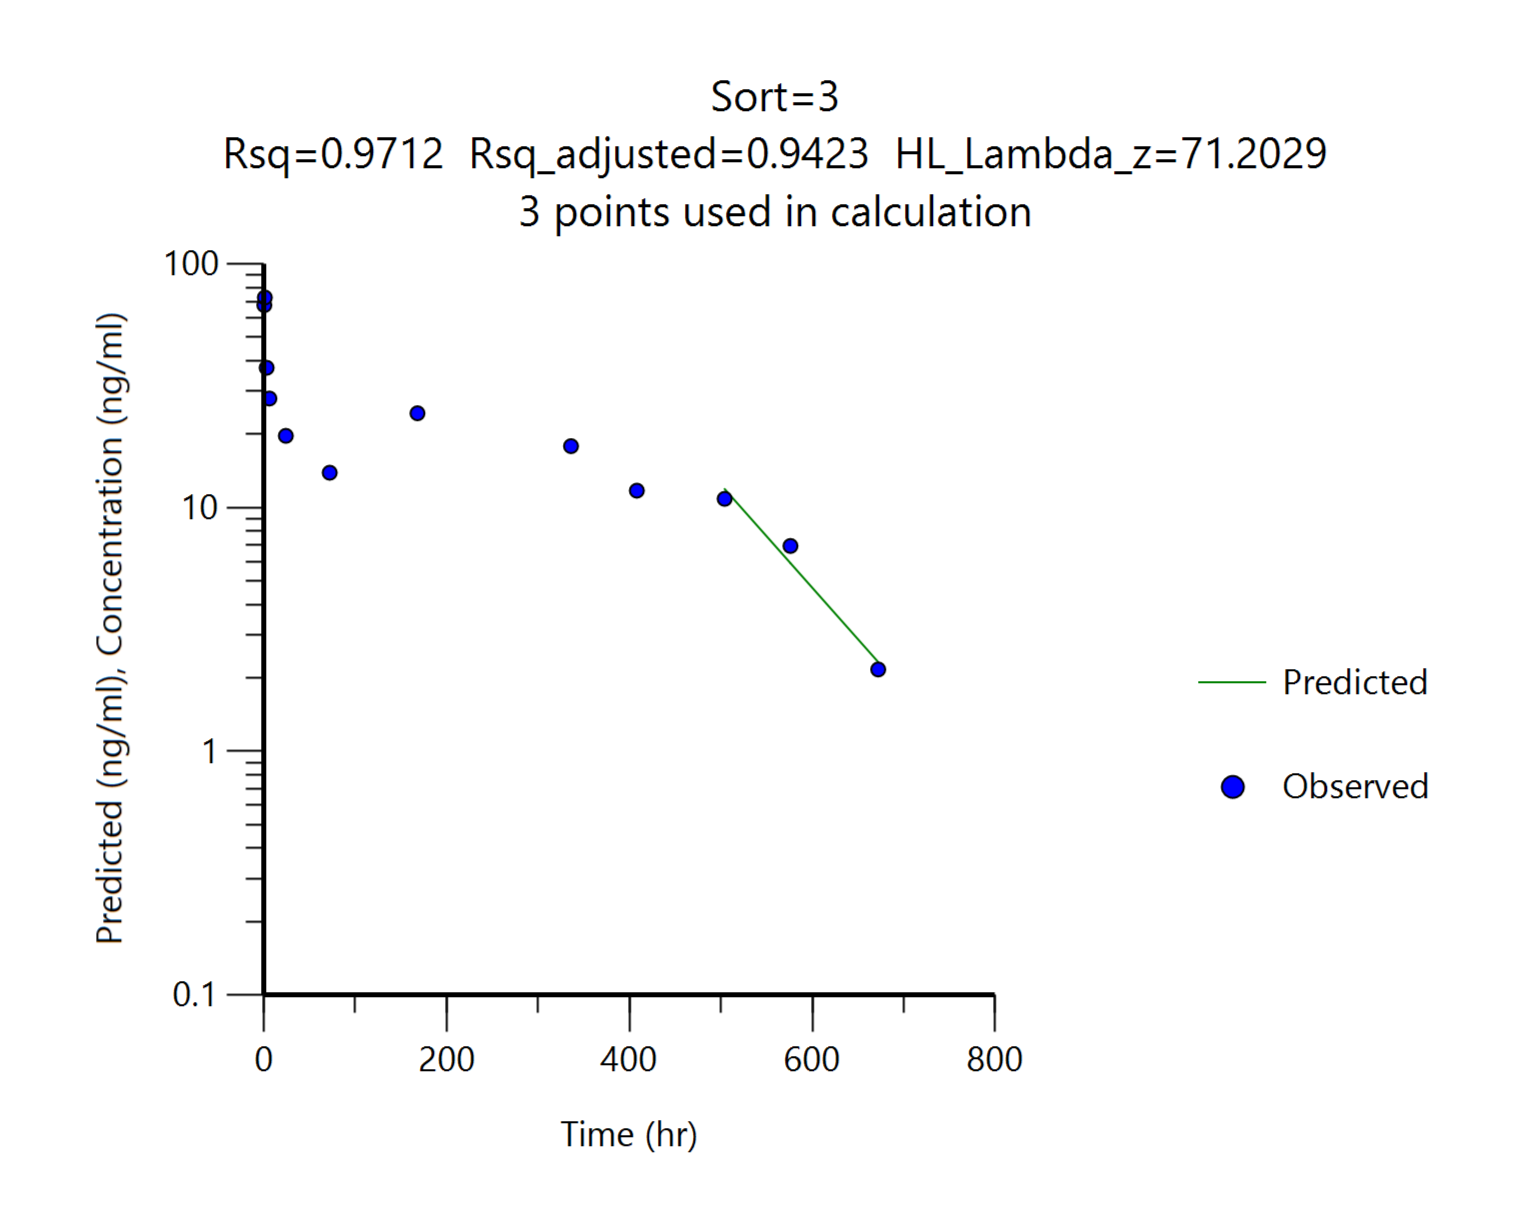 Sort=3
Rsq=0.9712 Rsq_adjusted=0.9423 HL_Lambda_z=71.2029
3 points used in calculation
Predicted (ng/ml), Concentration (ng/ml)
100
10
1
0.1
0 200 400 600 800
Time (hr)
Predicted
Observed